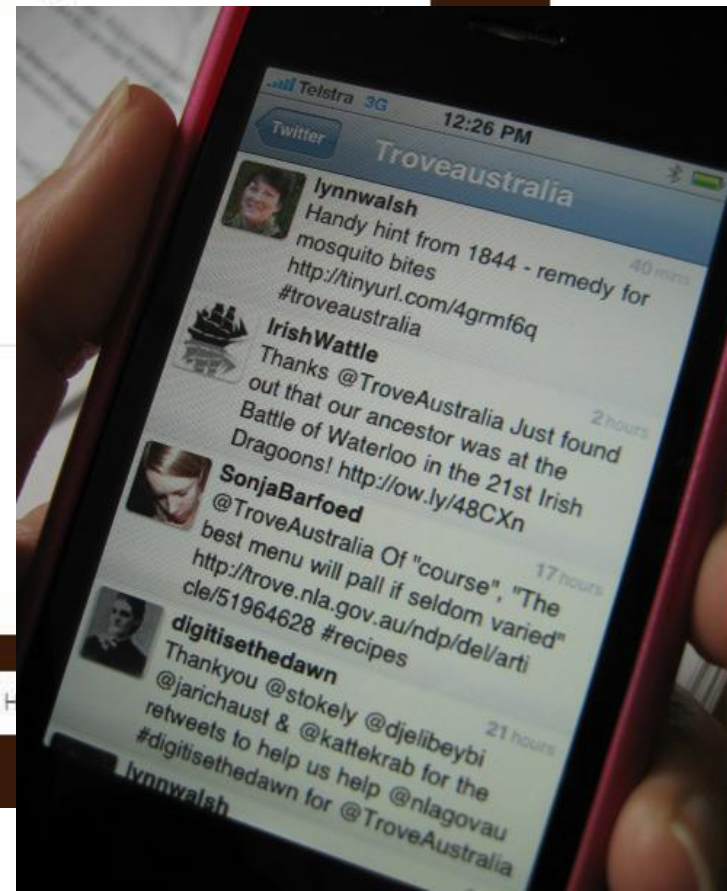 Telstra 3G 12:26 PM
Twitter
Troveaustralia
lynnwalsh 40 mins
Handy hint from 1844 - remedy for
mosquito bites
http://tinyurl.com/4grmf6q
#troveaustralia
IrishWattle 2 hours
Thanks @TroveAustralia Just found
out that our ancestor was at the
Battle of Waterloo in the 21st Irish
Dragoons! http://ow.ly/48CXn
SonjaBarfoed 17 hours
@TroveAustralia Of "course", "The
best menu will pall if seldom varied"
http://trove.nla.gov.au/ndp/del/arti
cle/51964628 #recipes
digitisethedawn 21 hours
Thankyou @stokely @djelibeybi
@jarichaust & @kattekrab for the
retweets to help us help @nlagovau
#digitisethedawn for @TroveAustralia
lynnwalsh
H